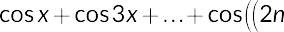 cos x + cos 3x + ... + cos((2n